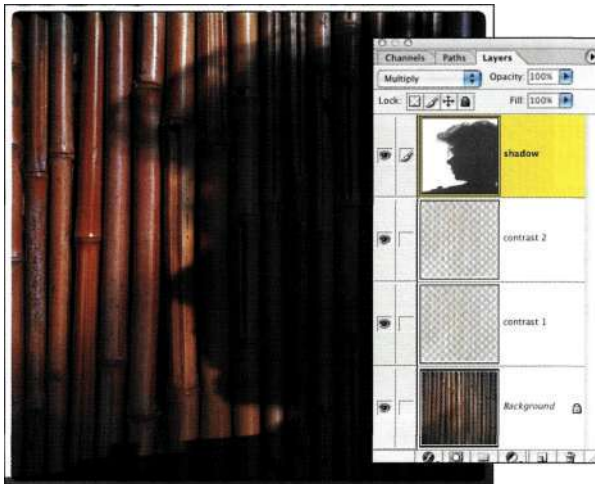 Channels Paths Layers
Multiply Opacity: 100%
Lock: Fill: 100%
shadow
contrast 2
contrast 1
Background